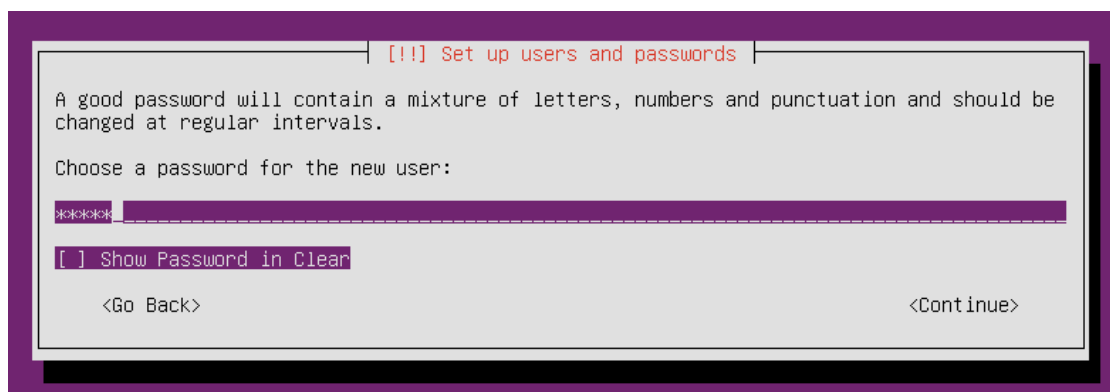 [!!] Set up users and passwords
A good password will contain a mixture of letters, numbers and punctuation and should be
changed at regular intervals.
Choose a password for the new user:
*****
[ ] Show Password in Clear
<Go Back> <Continue>